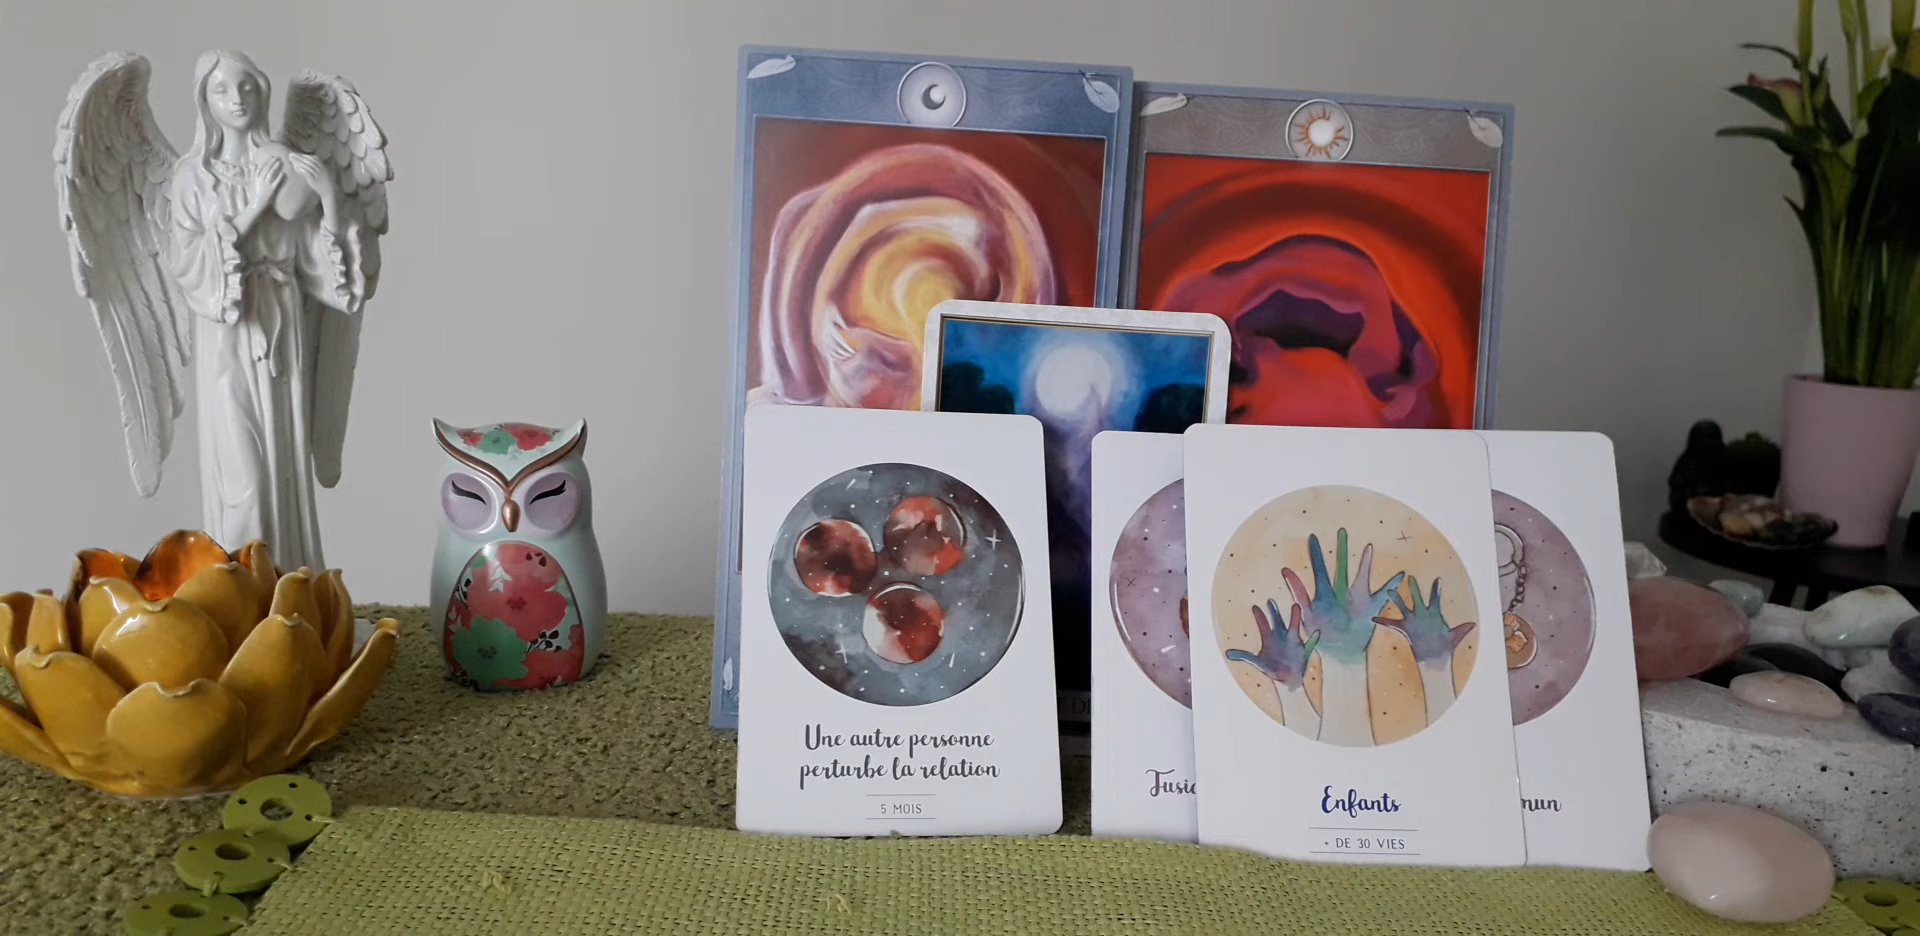 Une autre personne
perturbe la relation
5 MOIS
Enfants
+ DE 30 VIES